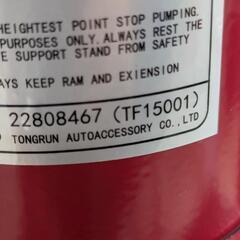 HEIGHTEST POINT STOP PUMPING.
PURPOSES ONLY.ALWAYS REST THE
E SUPPORT STAND FROM SAFETY
AYS KEEP RAM AND EXIENSION
22808467 (TF15001)
TONGRUN AUTOACCESSORY CO.,LTD